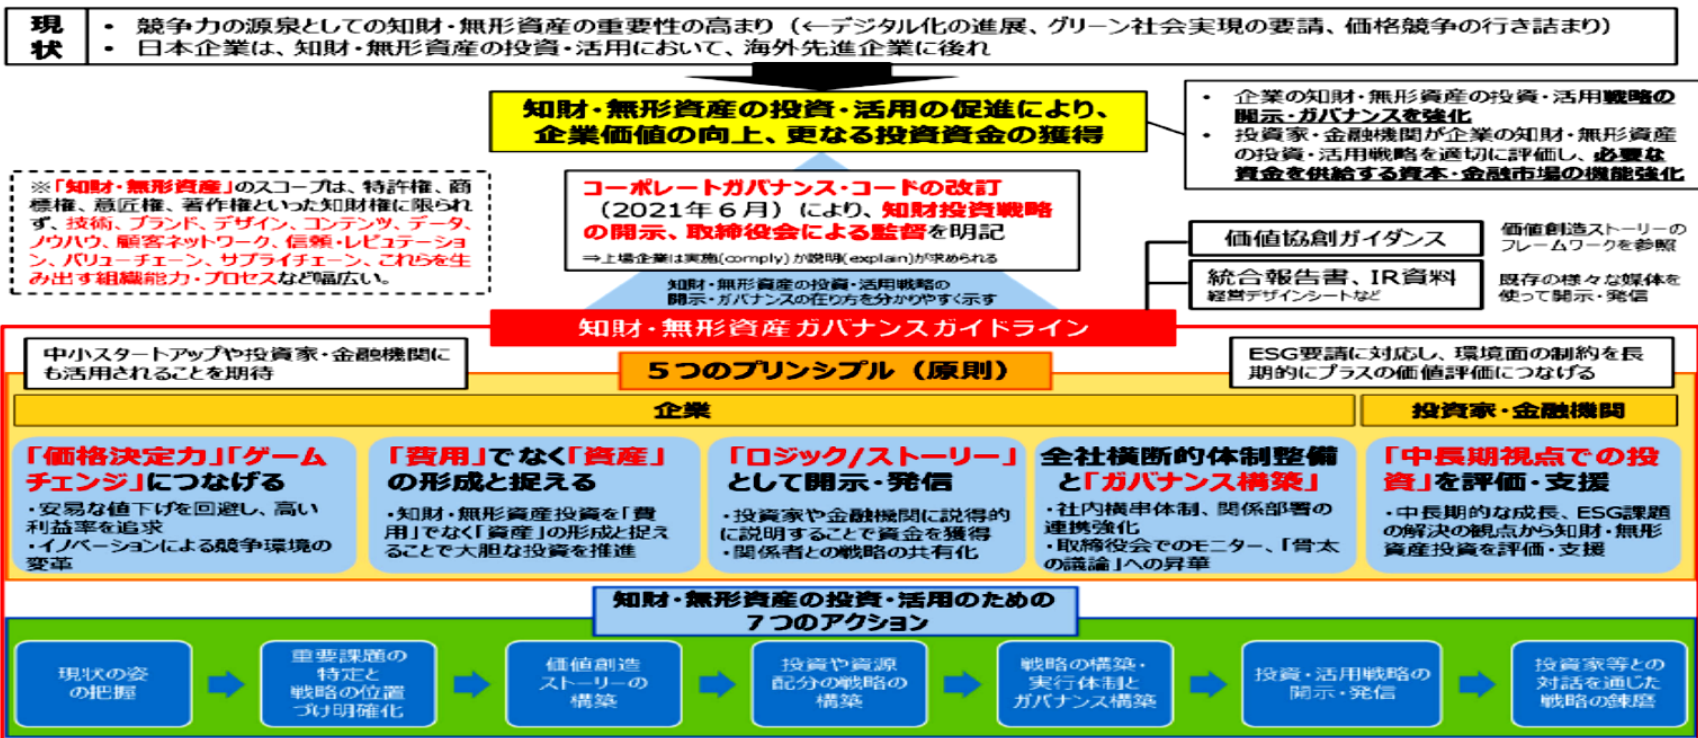 現
状
• 競争力の源泉としての知財・無形資産の重要性の高まり（←デジタル化の進展、グリーン社会実現の要請、価格競争の行き詰まり）
• 日本企業は、知財・無形資産の投資・活用において、海外先進企業に後れ
知財・無形資産の投資・活用の促進により、
企業価値の向上、更なる投資資金の獲得
• 企業の知財・無形資産の投資・活用戦略の
開示・ガバナンスを強化
• 投資家・金融機関が企業の知財・無形資産
の投資・活用戦略を適切に評価し、必要な
資金を供給する資本・金融市場の機能強化
※「知財・無形資産」のスコープは、特許権、商
標権、意匠権、著作権といった知財権に限られ
ず、技術、ブランド、デザイン、コンテンツ、データ、
ノウハウ、顧客ネットワーク、信頼・レピュテーショ
ン、バリューチェーン、サプライチェーン、これらを生
み出す組織能力・プロセスなど幅広い。
コーポレートガバナンス・コードの改訂
（2021年６月）により、知財投資戦略
の開示、取締役会による監督を明記
⇒上場企業は実施(comply)か説明(explain)が求められる
価値協創ガイダンス
価値創造ストーリーの
フレームワークを参照
統合報告書、IR資料
経営デザインシートなど
既存の様々な媒体を
使って開示・発信
知財・無形資産の投資・活用戦略の
開示・ガバナンスの在り方を分かりやすく示す
知財・無形資産ガバナンスガイドライン
中小スタートアップや投資家・金融機関に
も活用されることを期待
５つのプリンシプル（原則）
ESG要請に対応し、環境面の制約を長
期的にプラスの価値評価につなげる
企業
投資家・金融機関
「価格決定力」「ゲーム
チェンジ」につなげる
・安易な値下げを回避し、高い
利益率を追求
・イノベーションによる競争環境の
変革
「費用」でなく「資産」
の形成と捉える
・知財・無形資産投資を「費
用」でなく「資産」の形成と捉え
ることで大胆な投資を推進
「ロジック/ストーリー」
として開示・発信
・投資家や金融機関に説得的
に説明することで資金を獲得
・関係者との戦略の共有化
全社横断的体制整備
と「ガバナンス構築」
・社内横串体制、関係部署の
連携強化
・取締役会でのモニター、「骨太
の議論」への昇華
「中長期視点での投
資」を評価・支援
・中長期的な成長、ESG課題
の解決の観点から知財・無形
資産投資を評価・支援
知財・無形資産の投資・活用のための
７つのアクション
現状の姿
の把握
重要課題の
特定と
戦略の位置
づけ明確化
価値創造
ストーリーの
構築
投資や資源
配分の戦略の
構築
戦略の構築・
実行体制と
ガバナンス構築
投資・活用戦略の
開示・発信
投資家等との
対話を通じた
戦略の錬磨